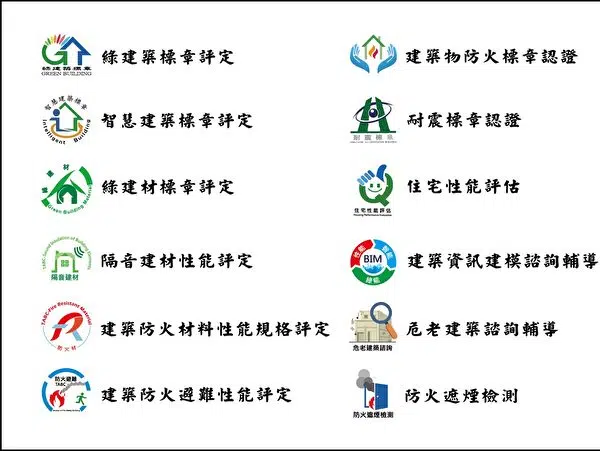 綠建築標章
GREEN BUILDING
綠建築標章評定
建築物防火標章認證
智慧建築標章
Intelligent Building
智慧建築標章評定
耐震標章
耐震標章認證
綠建材
Green Building Material
綠建材標章評定
住宅性能評估
住宅性能評估
隔音建材
隔音建材性能評定
BIM
建築資訊建模諮詢輔導
TABC-Fire Resistant Material
防火材
建築防火材料性能規格評定
危老建築諮詢
危老建築諮詢輔導
防火避難
TABC
建築防火避難性能評定
防火遮煙檢測
防火遮煙檢測